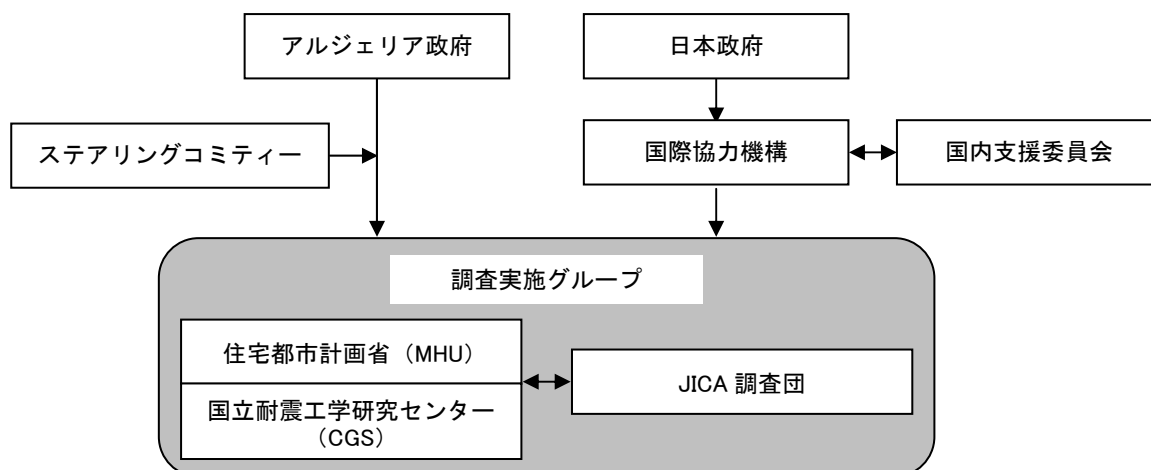 アルジェリア政府
日本政府
ステアリングコミティー
国際協力機構
国内支援委員会
調査実施グループ
住宅都市計画省（MHU）
国立耐震工学研究センター
（CGS）
JICA 調査団